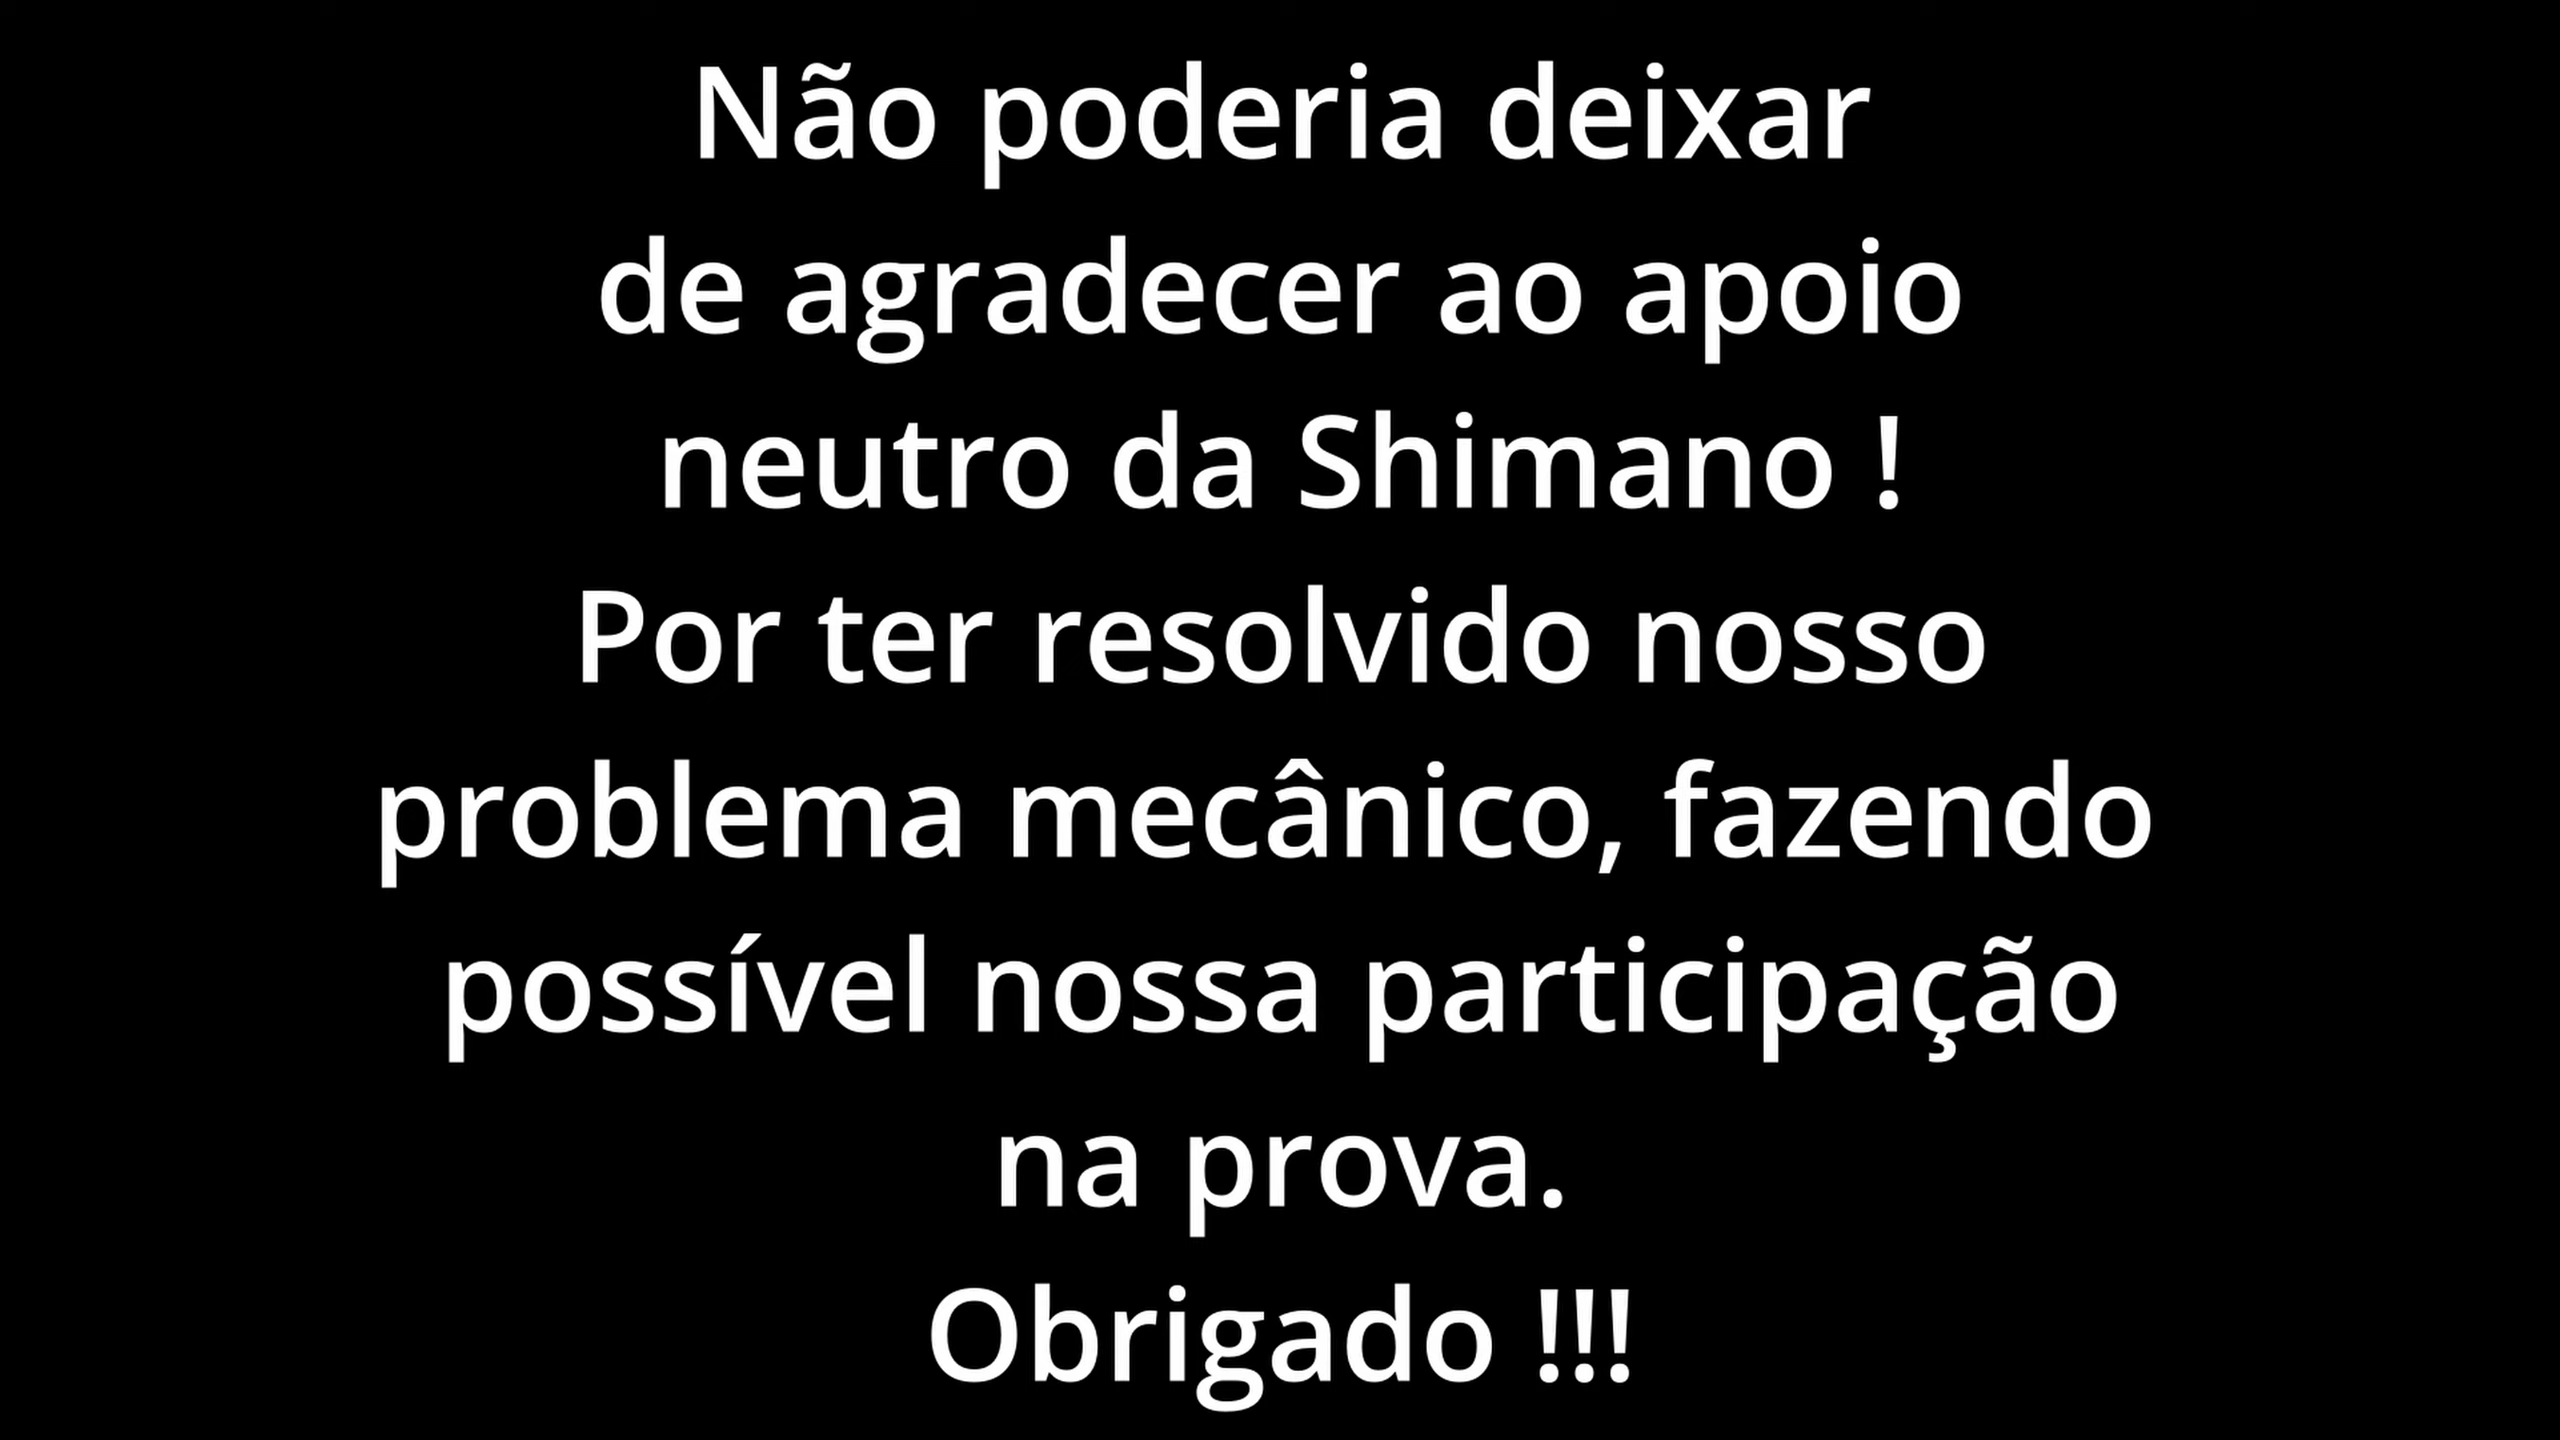 Não poderia deixar
de agradecer ao apoio
neutro da Shimano !
Por ter resolvido nosso
problema mecânico, fazendo
possível nossa participação
na prova.
Obrigado !!!